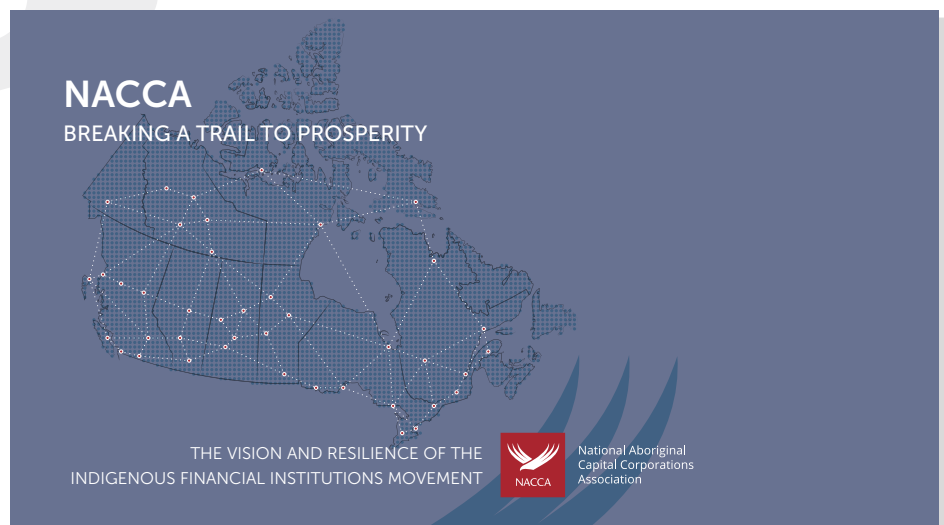 NACCA
BREAKING A TRAIL TO PROSPERITY
THE VISION AND RESILIENCE OF THE
INDIGENOUS FINANCIAL INSTITUTIONS MOVEMENT
NACCA
National Aboriginal
Capital Corporations
Association